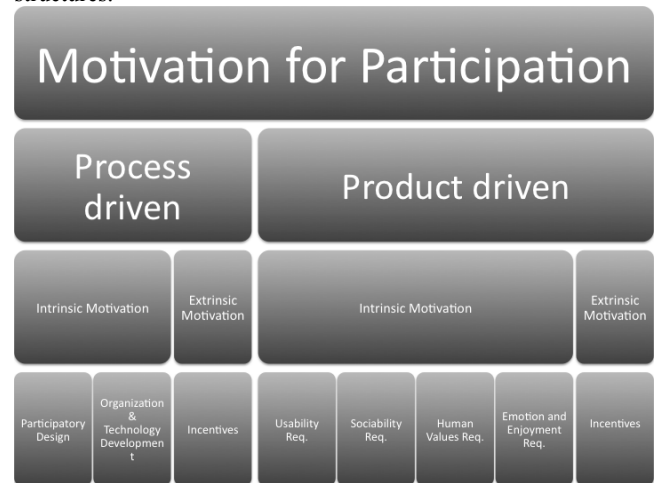 structures.
Motivation for Participation
Process
driven
Product driven
Intrinsic Motivation
Extrinsic
Motivation
Intrinsic Motivation
Extrinsic
Motivation
Participatory
Design
Organization
&
Technology
Developmen
t
Incentives
Usability
Req.
Sociability
Req.
Human
Values Req.
Emotion and
Enjoyment
Req.
Incentives